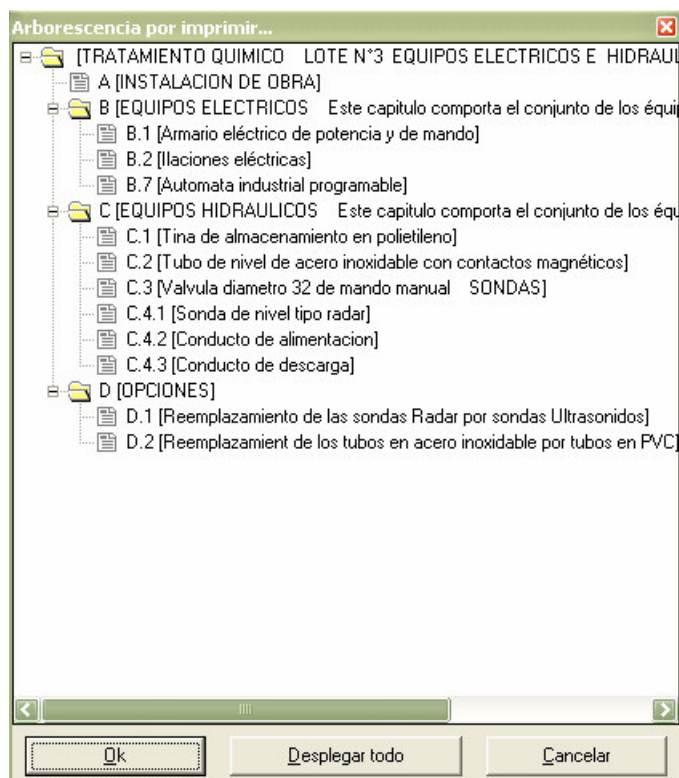 Arborescencia por imprimir...
[TRATAMIENTO QUIMICO LOTE N°3 EQUIPOS ELECTRICOS E HIDRAUL
A [INSTALACION DE OBRA]
B [EQUIPOS ELECTRICOS Este capitulo comporta el conjunto de los équi
B.1 [Armario eléctrico de potencia y de mando]
B.2 [Ilaciones eléctricas]
B.7 [Automata industrial programable]
C [EQUIPOS HIDRAULICOS Este capitulo comporta el conjunto de los équ
C.1 [Tina de almacenamiento en polietileno]
C.2 [Tubo de nivel de acero inoxidable con contactos magnéticos]
C.3 [Valvula diametro 32 de mando manual SONDAS]
C.4.1 [Sonda de nivel tipo radar]
C.4.2 [Conducto de alimentacion]
C.4.3 [Conducto de descarga]
D [OPCIONES]
D.1 [Reemplazamiento de las sondas Radar por sondas Ultrasonidos]
D.2 [Reemplazamient de los tubos en acero inoxidable por tubos en PVC]
Ok Desplegar todo Cancelar